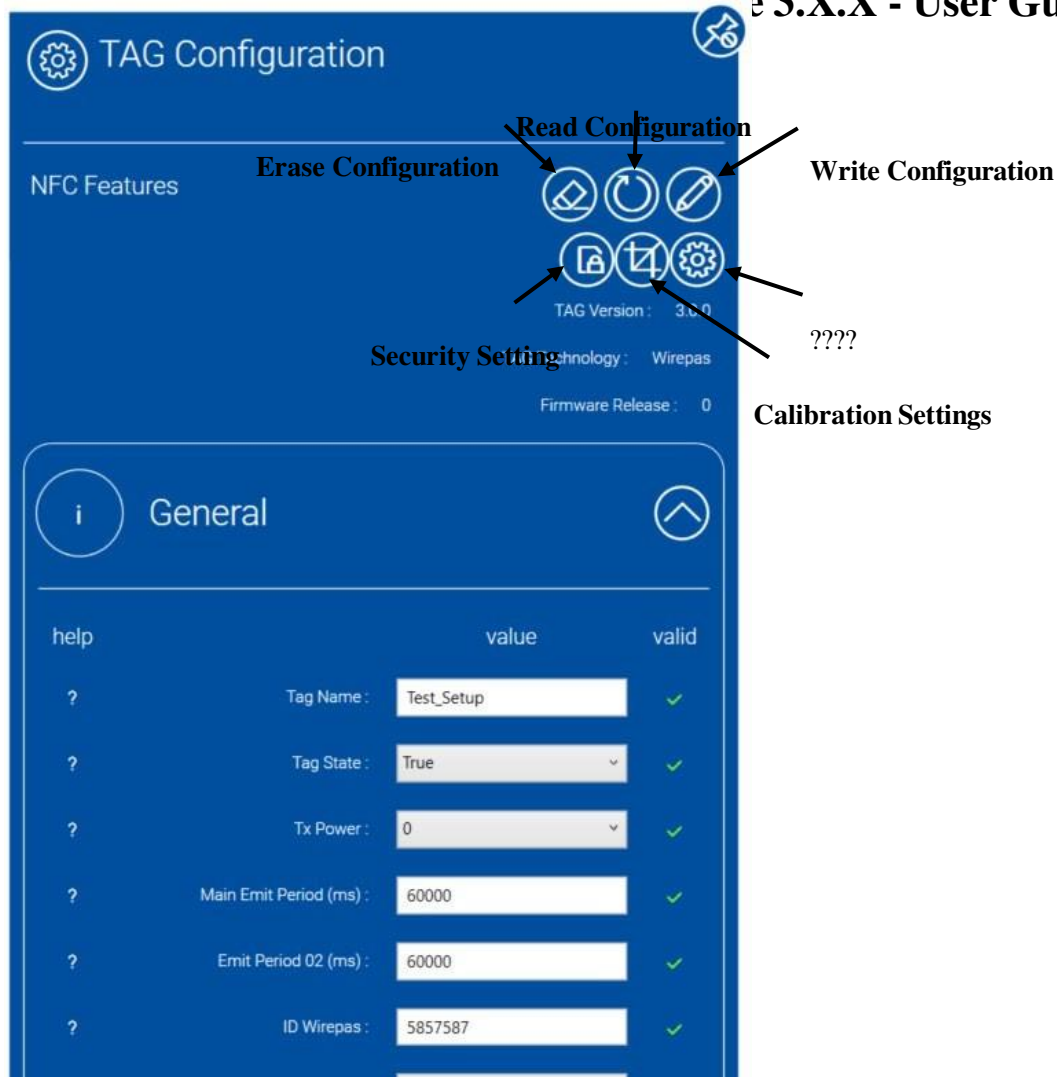 3.X.X - User Gu
TAG Configuration
Read Configuration
Erase Configuration
Write Configuration
NFC Features
TAG Version : 3.6.0
????
Security Setting
Wirepas
Firmware Release : 0
Calibration Settings
i General
help value valid
? Tag Name : Test_Setup
? Tag State : True
? Tx Power : 0
? Main Emit Period (ms) : 60000
? Emit Period 02 (ms) : 60000
? ID Wirepas : 5857587